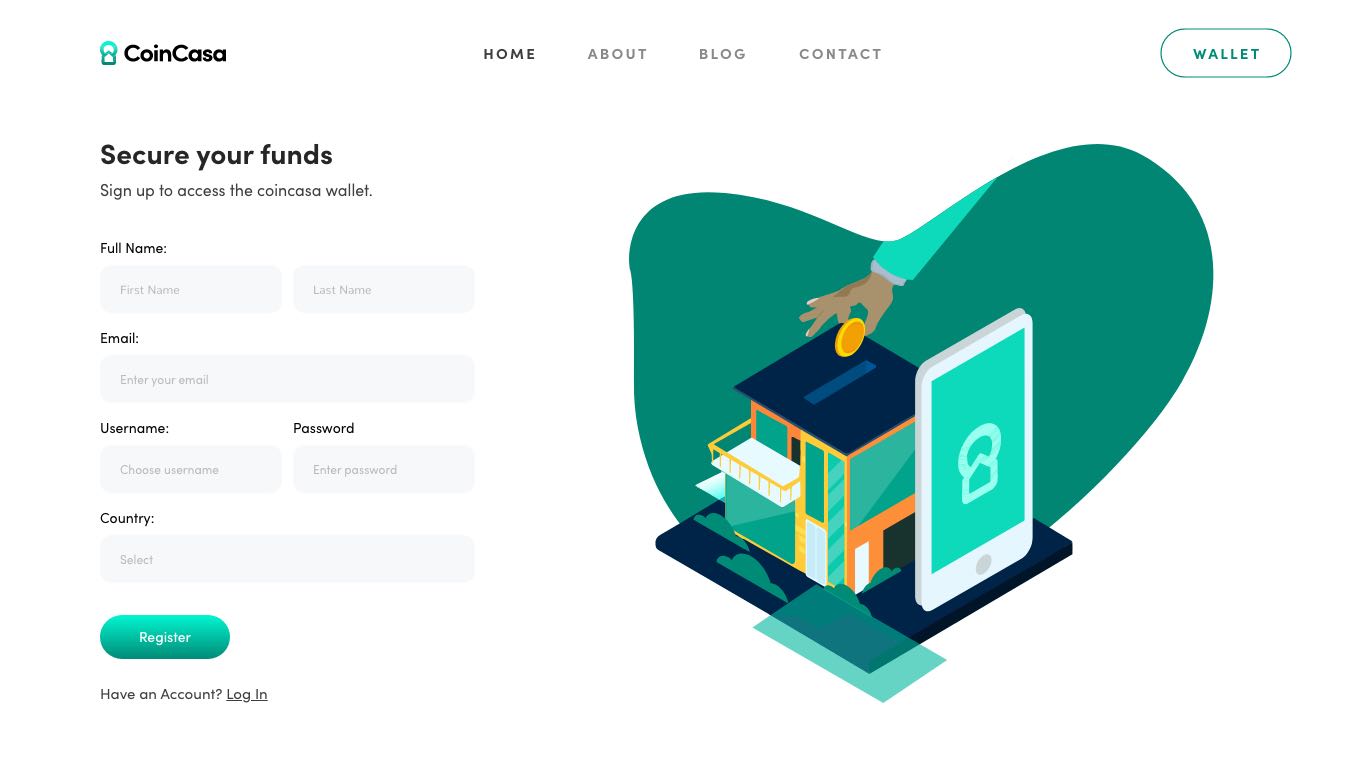 CoinCasa
HOME ABOUT BLOG CONTACT
WALLET
Secure your funds
Sign up to access the coincasa wallet.
Full Name:
First Name Last Name
Email:
Enter your email
Username: Password
Choose username Enter password
Country:
Select
Register
Have an Account? Log In